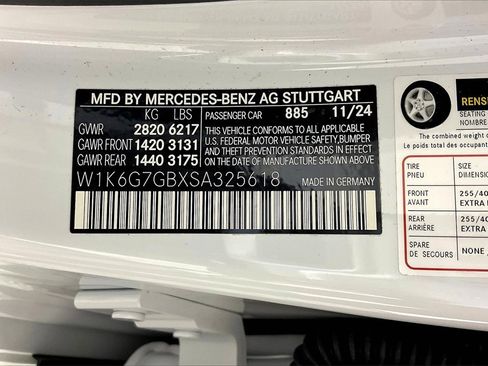 MFD BY MERCEDES-BENZ AG STUTTGART
KG LBS PASSENGER CAR 885 11/24
GVWR 2820 6217
GAWR FRONT 1420 3131
GAWR REAR 1440 3175
THIS VEHICLE CONFORMS TO ALL APPLICABLE
U.S. FEDERAL MOTOR VEHICLE SAFETY,BUMPER
AND THEFT PREVENTION STANDARDS IN EFFECT
ON THE DATE OF MANUFACTURE SHOWN ABOVE.
W1K6G7GBXSA325618 MADE IN GERMANY
SEATING
NOMBRE
The combined weight of
Le poids total des occupants
TIRE
PNEU
SIZE
DIMENSION
FRONT
AVANT
255/40
EXTRA
REAR
ARRIÈRE
255/40
EXTRA
SPARE
DE SECOURS
NONE